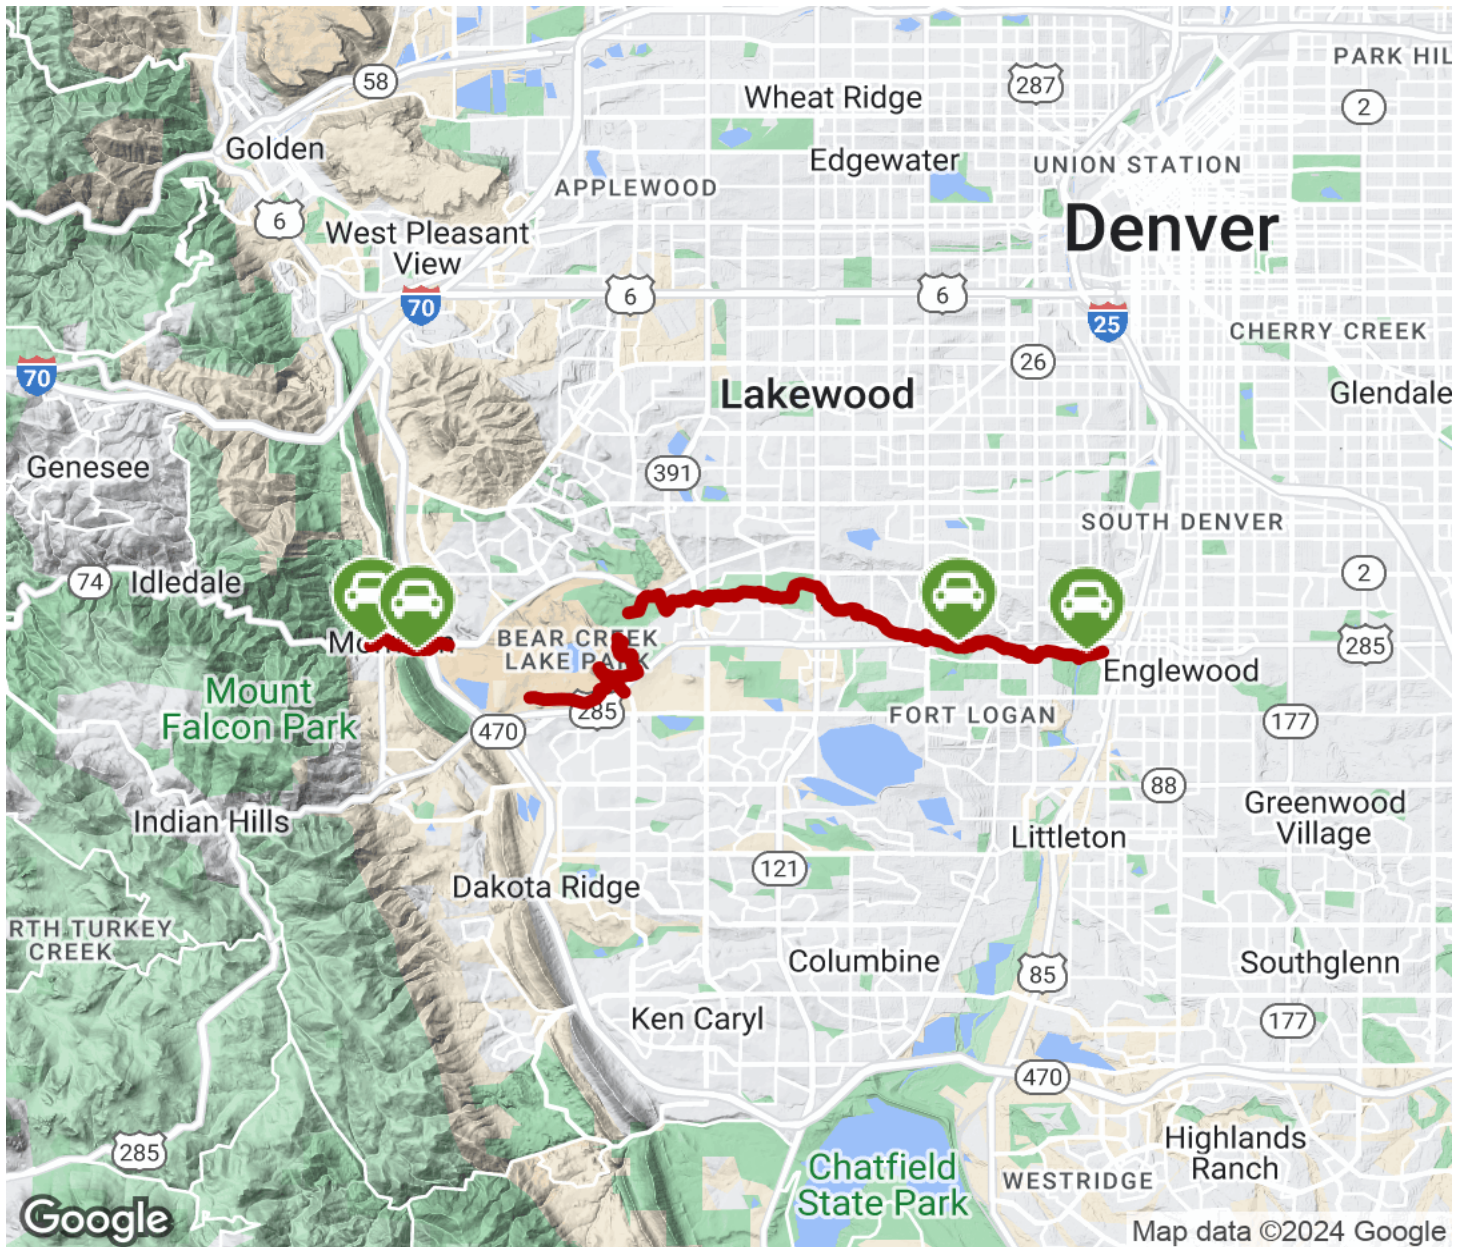 PARK HIL
58
287
Wheat Ridge
2
Golden
Edgewater
UNION STATION
APPLEWOOD
6
West Pleasant
View
Denver
70
6
6
25
CHERRY CREEK
26
70
Glendale
Lakewood
Genesee
391
SOUTH DENVER
74
Idledale
2
BEAR CREEK
LAKE PARK
285
Englewood
Mount
Falcon Park
285
FORT LOGAN
177
470
88
Indian Hills
Greenwood
Village
Littleton
121
Dakota Ridge
RTH TURKEY
CREEK
Columbine
85
Southglenn
Ken Caryl
177
470
285
Highlands
Ranch
Chatfield
State Park
WESTRIDGE
Google
Map data ©2024 Google